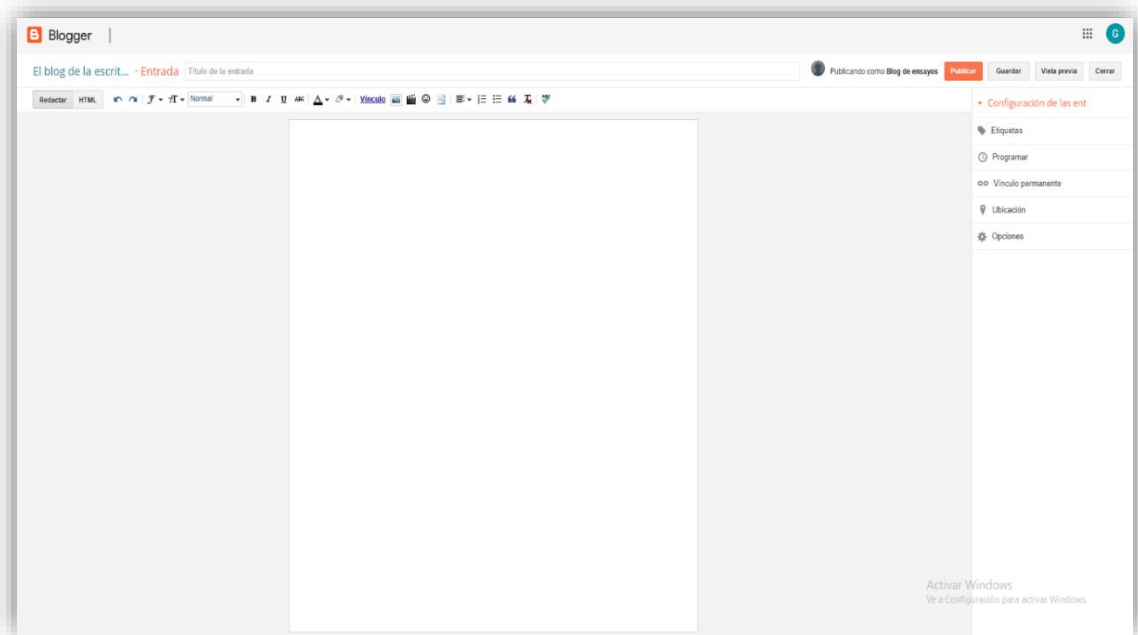 Blogger
G
El blog de la escrit... · Entrada Título de la entrada Publicando como Blog de ensayos Publicar Guardar Vista previa Cerrar
Redactar HTML Normal B I U ABC A Vínculo
Configuración de las ent
Etiquetas
Programar
Vínculo permanente
Ubicación
Opciones
Activar Windows
Ve a Configuración para activar Windows.